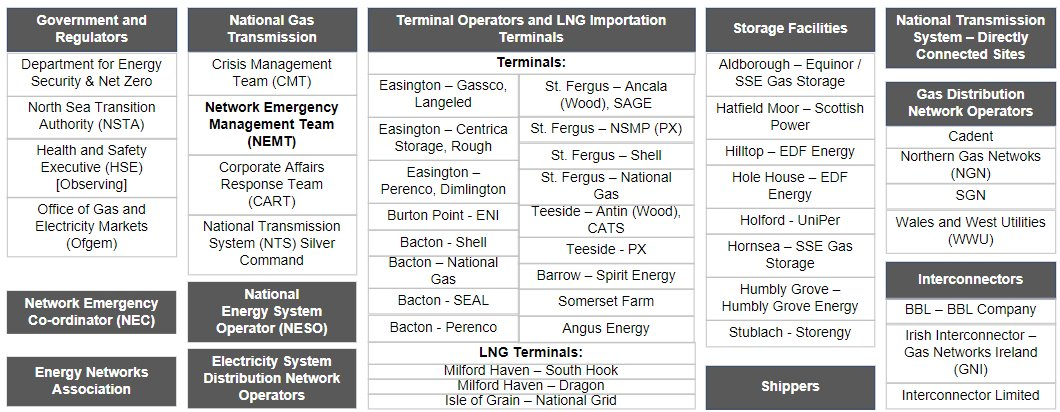 Government and
Regulators
Department for Energy
Security & Net Zero
North Sea Transition
Authority (NSTA)
Health and Safety
Executive (HSE)
[Observing]
Office of Gas and
Electricity Markets
(Ofgem)
Network Emergency
Co-ordinator (NEC)
Energy Networks
Association
National Gas
Transmission
Crisis Management
Team (CMT)
Network Emergency
Management Team
(NEMT)
Corporate Affairs
Response Team
(CART)
National Transmission
System (NTS) Silver
Command
National
Energy System
Operator (NESO)
Electricity System
Distribution Network
Operators
Terminal Operators and LNG Importation
Terminals
Terminals:
Easington – Gassco,
Langeled
Easington – Centrica
Storage, Rough
Easington –
Perenco, Dimlington
Burton Point - ENI
Bacton - Shell
Bacton – National
Gas
Bacton - SEAL
Bacton - Perenco
St. Fergus – Ancala
(Wood), SAGE
St. Fergus – NSMP (PX)
St. Fergus – Shell
St. Fergus – National
Gas
Teeside – Antin (Wood),
CATS
Teeside - PX
Barrow – Spirit Energy
Somerset Farm
Angus Energy
LNG Terminals:
Milford Haven – South Hook
Milford Haven – Dragon
Isle of Grain – National Grid
Storage Facilities
Aldborough – Equinor /
SSE Gas Storage
Hatfield Moor – Scottish
Power
Hilltop – EDF Energy
Hole House – EDF
Energy
Holford - UniPer
Hornsea – SSE Gas
Storage
Humbly Grove –
Humbly Grove Energy
Stublach - Storengy
Shippers
National Transmission
System – Directly
Connected Sites
Gas Distribution
Network Operators
Cadent
Northern Gas Netwoks
(NGN)
SGN
Wales and West Utilities
(WWU)
Interconnectors
BBL – BBL Company
Irish Interconnector –
Gas Networks Ireland
(GNI)
Interconnector Limited